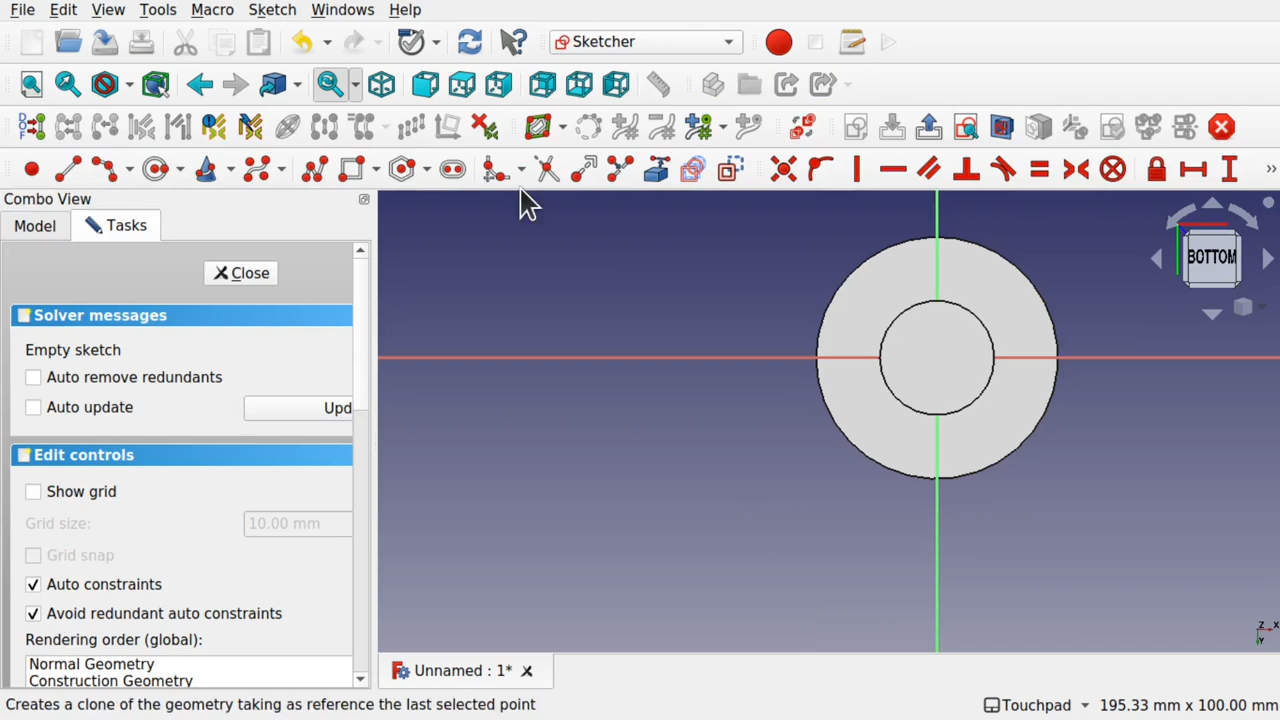 File Edit View Tools Macro Sketch Windows Help
Sketcher
DOF
Combo View
Model Tasks
Close
Solver messages
Empty sketch
Auto remove redundants
Auto update Upd
Edit controls
Show grid
Grid size: 10.00 mm
Grid snap
Auto constraints
Avoid redundant auto constraints
Rendering order (global):
Normal Geometry
Construction Geometry
BOTTOM
Z X
Y
Unnamed : 1*
Creates a clone of the geometry taking as reference the last selected point
Touchpad 195.33 mm x 100.00 mm